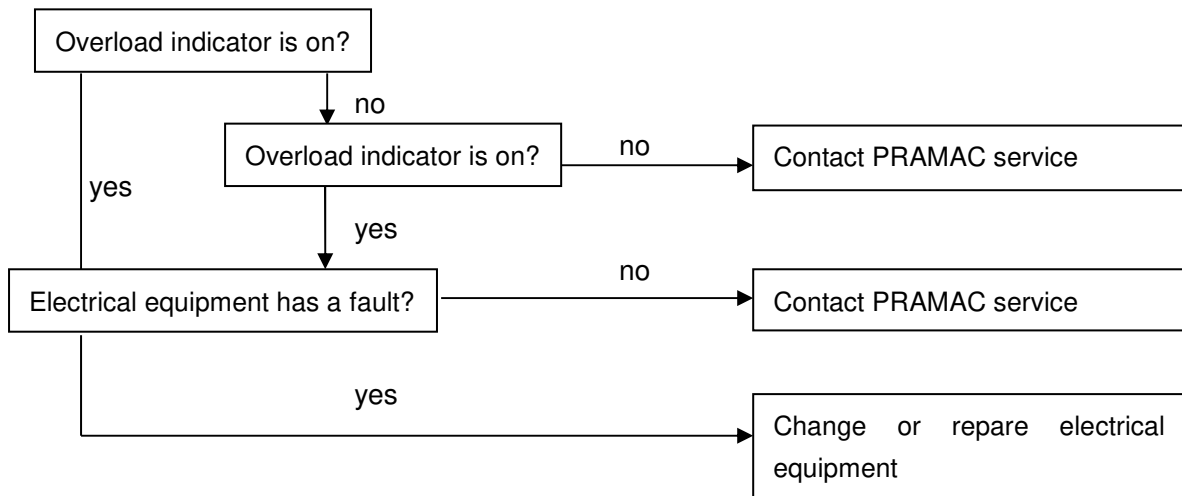 Overload indicator is on?
no
Overload indicator is on?
no
Contact PRAMAC service
yes
yes
Electrical equipment has a fault?
no
Contact PRAMAC service
yes
Change or repare electrical
equipment